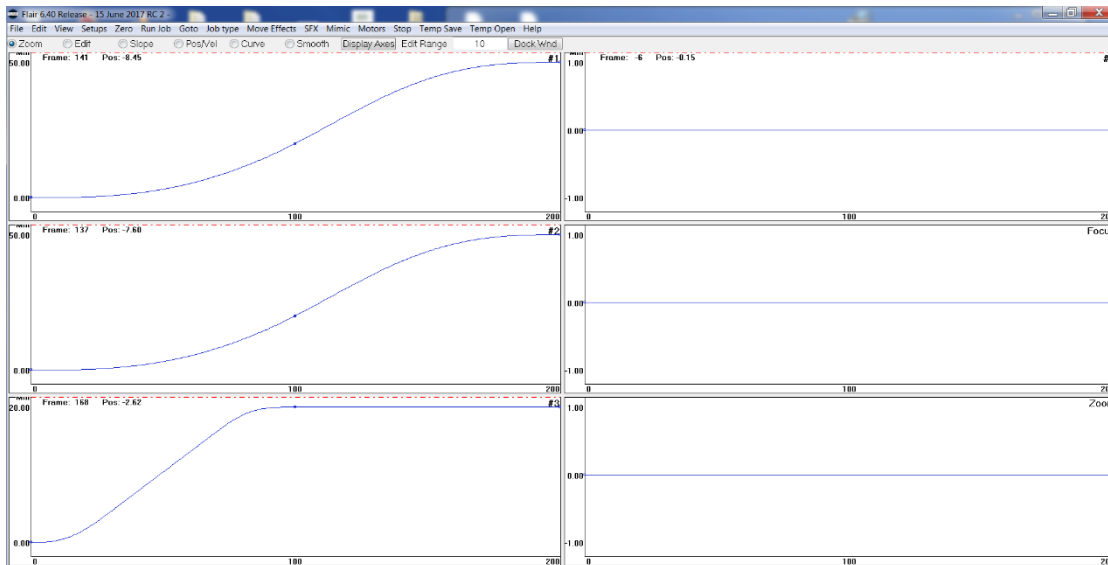 Flair 6.40 Release - 15 June 2017 RC 2 -
File Edit View Setups Zero Run Job Goto Job type Move Effects SFX Mimic Motors Stop Temp Save Temp Open Help
Zoom Edit Slope Pos/Vel Curve Smooth Display Axes Edit Range 10 Dock Wnd
Frame: 141 Pos:-8.45 #1
50.00
0.00
0 100 200
Frame: -6 Pos:-0.15
1.00
0.00
-1.00
0 100
Frame: 137 Pos:-7.60 #2
50.00
0.00
0 100 200
Focu
1.00
0.00
-1.00
0 100
Frame: 168 Pos:-2.62 #3
20.00
0.00
0 100 200
Zoo
1.00
0.00
-1.00
0 100